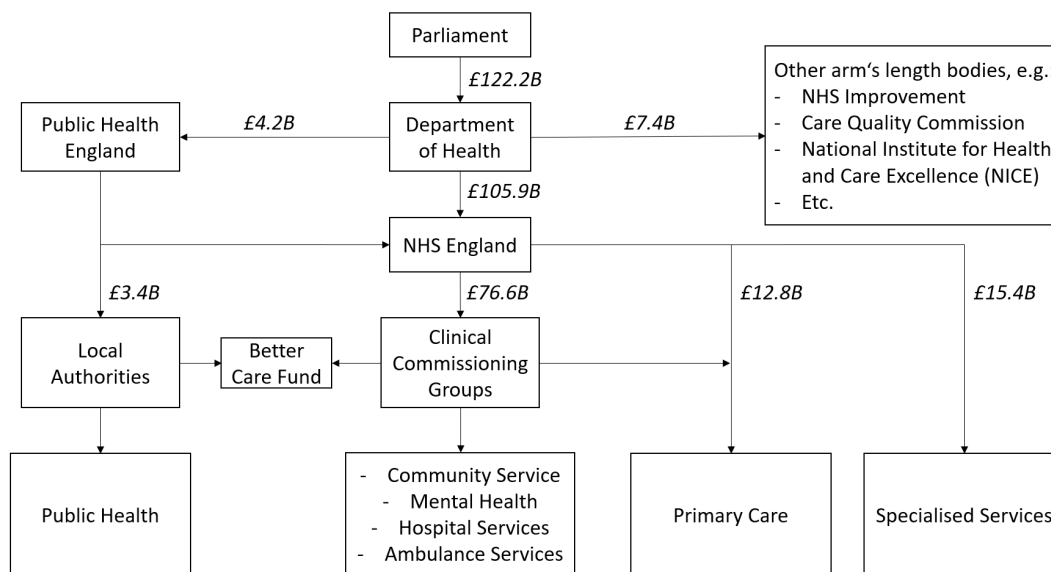 Parliament
£122.2B
Other arm‘s length bodies, e.g.:
- NHS Improvement
- Care Quality Commission
- National Institute for Health
and Care Excellence (NICE)
- Etc.
Public Health
England
£4.2B
Department
of Health
£7.4B
£105.9B
NHS England
£3.4B
£76.6B
£12.8B
£15.4B
Local
Authorities
Better
Care Fund
Clinical
Commissioning
Groups
Public Health
- Community Service
- Mental Health
- Hospital Services
- Ambulance Services
Primary Care
Specialised Services